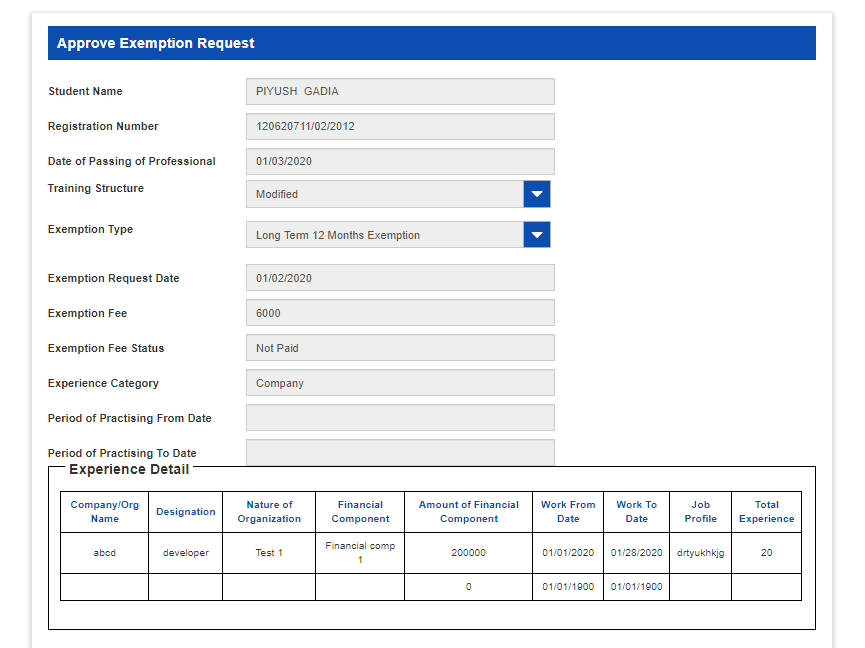 Approve Exemption Request
Student Name PIYUSH GADIA
Registration Number 120620711/02/2012
Date of Passing of Professional 01/03/2020
Training Structure Modified
Exemption Type Long Term 12 Months Exemption
Exemption Request Date 01/02/2020
Exemption Fee 6000
Exemption Fee Status Not Paid
Experience Category Company
Period of Practising From Date
Period of Practising To Date
Experience Detail
Company/Org Name Designation Nature of Organization Financial Component Amount of Financial Component Work From Date Work To Date Job Profile Total Experience
abcd developer Test 1 Financial comp 1 200000 01/01/2020 01/28/2020 drtyukhkjg 20
0 01/01/1900 01/01/1900